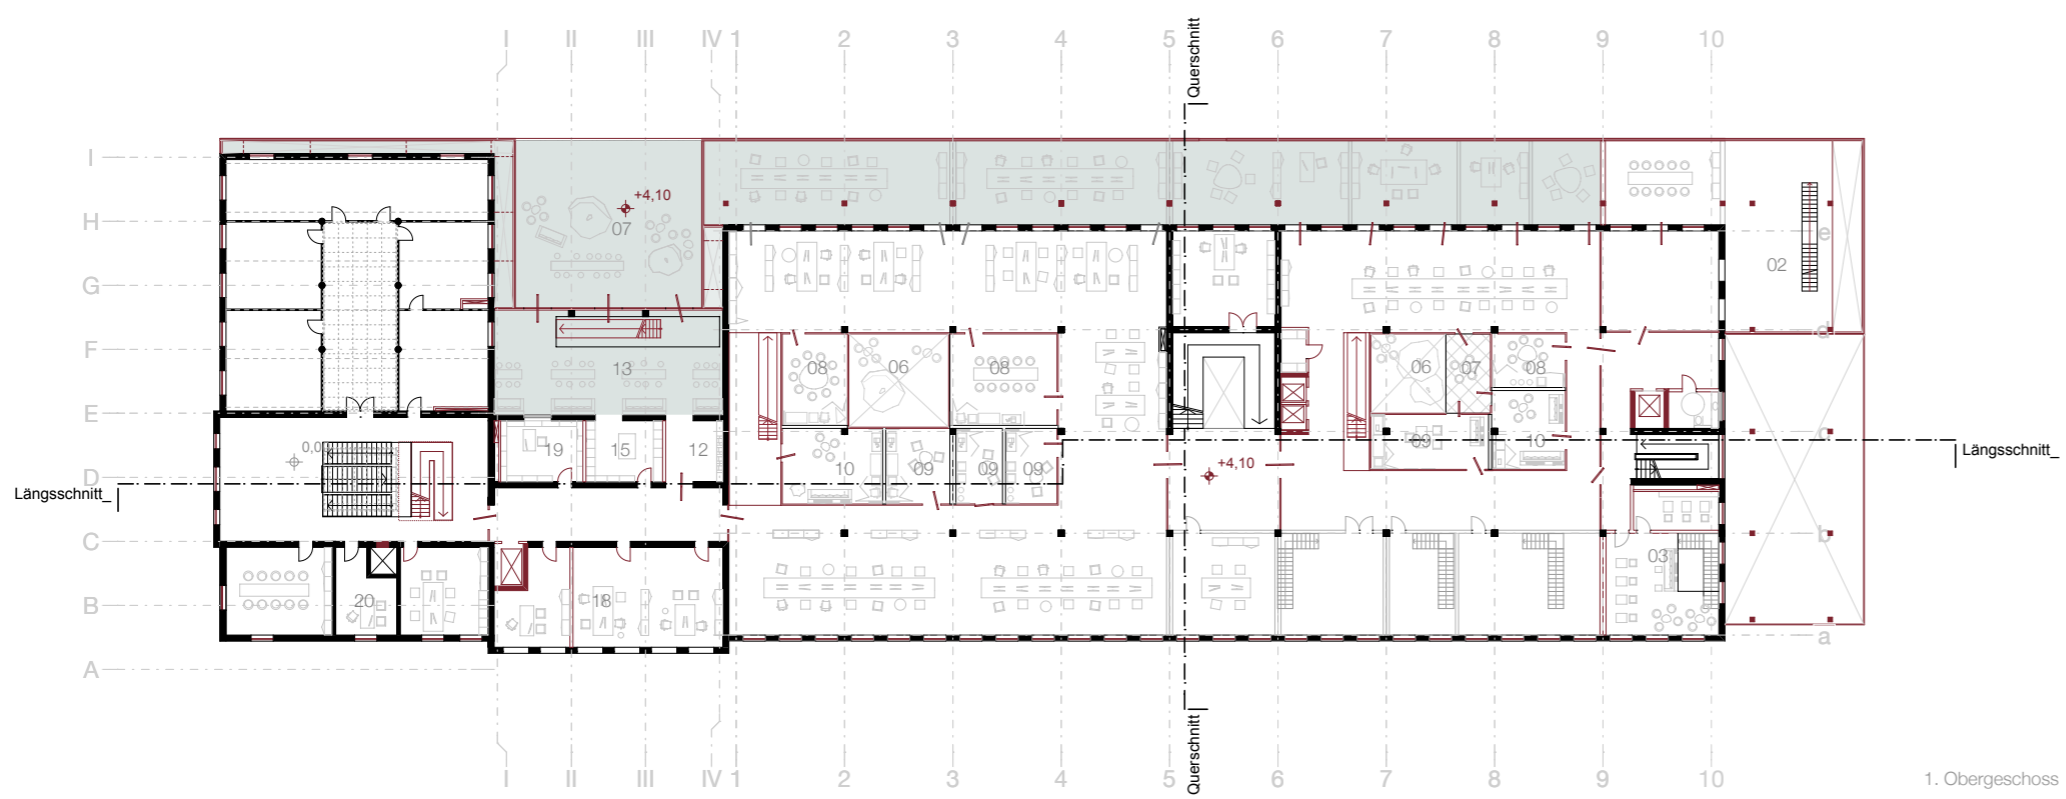 I II III IV 1 2 3 4 5 6 7 8 9 10
Querschnitt
I
H
G
F
E
D
C
B
A
+4,10
07
02
e
d
c
b
a
13
08
06
08
06
07
08
19
15
12
10
09
09
09
09
10
0,0
+4,10
Längsschnitt_
Längsschnitt_
20
18
03
I II III IV 1 2 3 4 5 6 7 8 9 10
Querschnitt
1. Obergeschoss